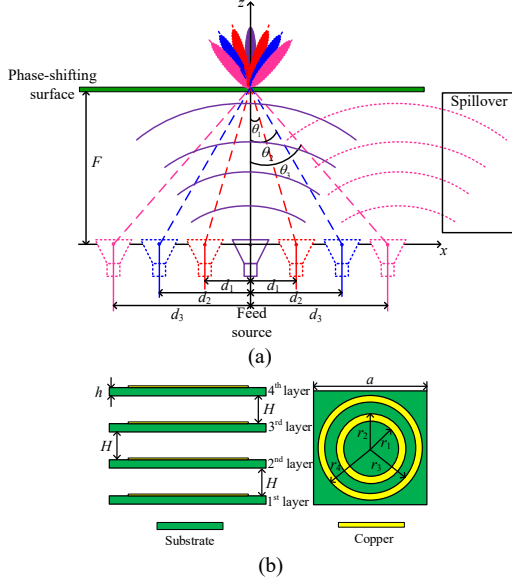 z
Phase-shifting
surface
Spillover
F
θ1
θ2
θ3
x
d1 d1
d2 d2
d3 d3
Feed
source
(a)
h
4th layer
H
3rd layer
H
2nd layer
H
1st layer
a
r2
r1
r4
r3
Substrate
Copper
(b)